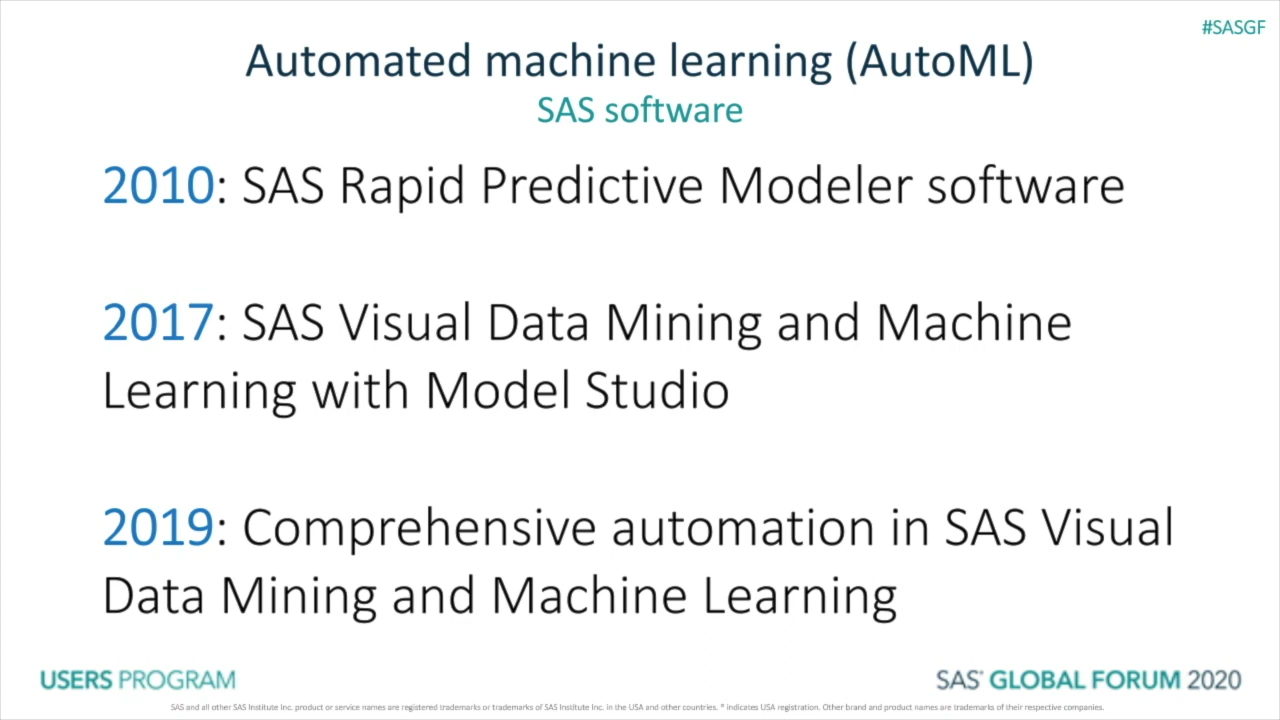 #SASGF
Automated machine learning (AutoML)
SAS software
2010: SAS Rapid Predictive Modeler software
2017: SAS Visual Data Mining and Machine
Learning with Model Studio
2019: Comprehensive automation in SAS Visual
Data Mining and Machine Learning
USERS PROGRAM
SAS® GLOBAL FORUM 2020
SAS and all other SAS Institute Inc. product or service names are registered trademarks or trademarks of SAS Institute Inc. in the USA and other countries. ® indicates USA registration. Other brand and product names are trademarks of their respective companies.